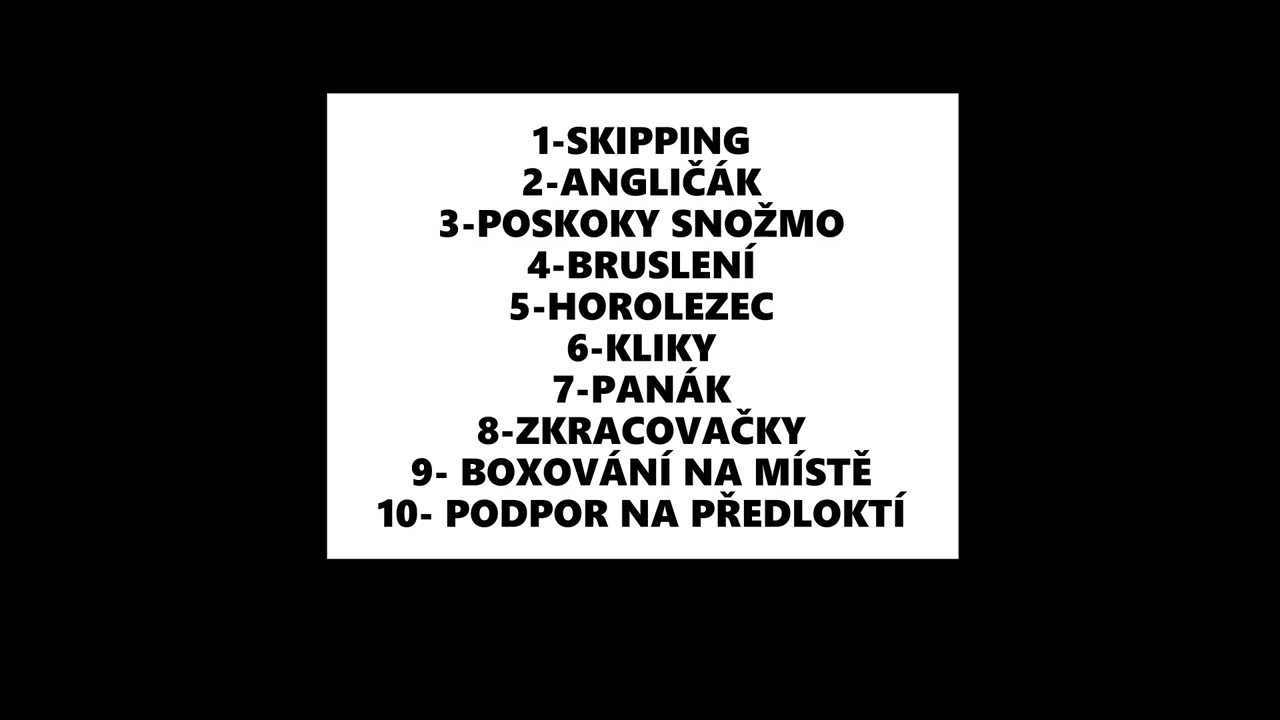 1-SKIPPING
2-ANGLIČÁK
3-POSKOKY SNOŽMO
4-BRUSLENÍ
5-HOROLEZEC
6-KLIKY
7-PANÁK
8-ZKRACOVAČKY
9- BOXOVÁNÍ NA MÍSTĚ
10- PODPOR NA PŘEDLOKTÍ